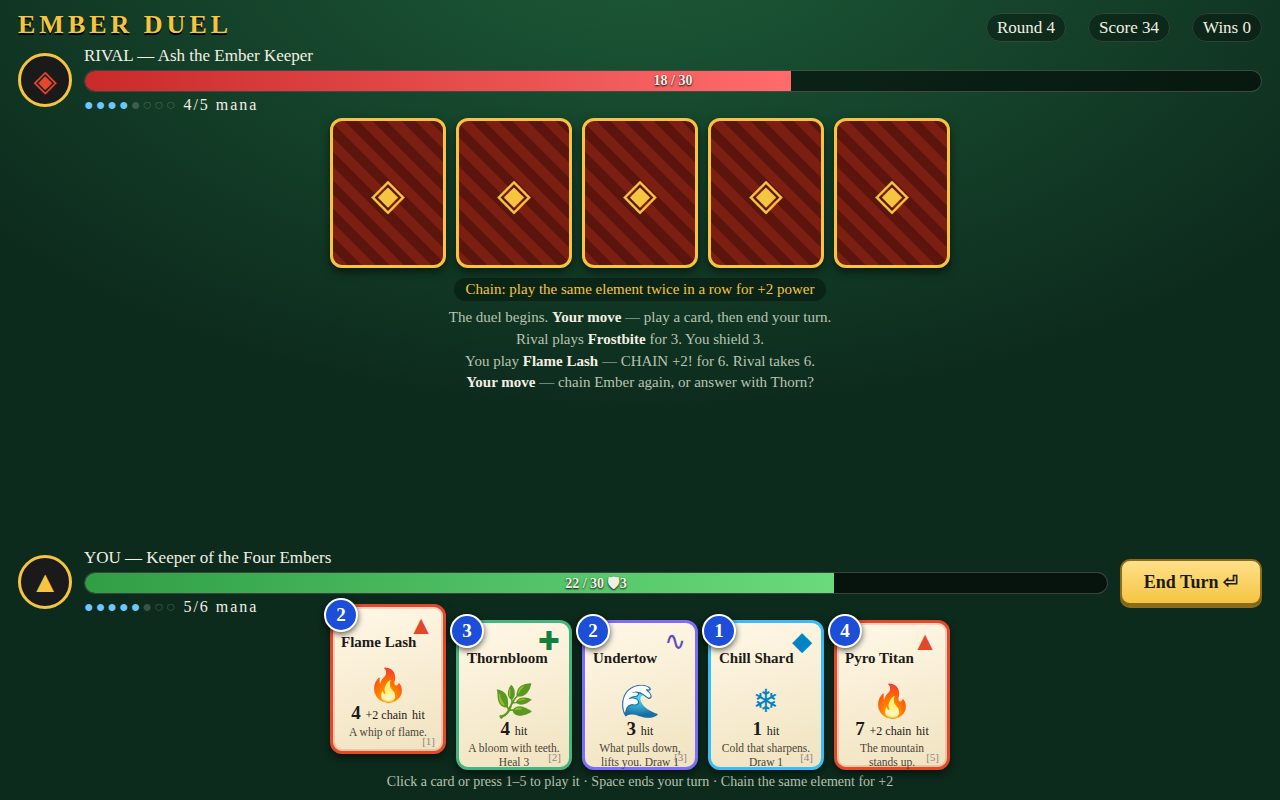 EMBER DUEL
Round 4
Score 34
Wins 0
RIVAL — Ash the Ember Keeper
18 / 30
4/5 mana
Chain: play the same element twice in a row for +2 power
The duel begins. Your move — play a card, then end your turn.
Rival plays Frostbite for 3. You shield 3.
You play Flame Lash — CHAIN +2! for 6. Rival takes 6.
Your move — chain Ember again, or answer with Thorn?
YOU — Keeper of the Four Embers
22 / 30 🛡3
5/6 mana
End Turn ⏎
2
Flame Lash
4 +2 chain hit
A whip of flame.
[1]
3
Thornbloom
4 hit
A bloom with teeth.
Heal 3
[2]
2
Undertow
3 hit
What pulls down,
lifts you. Draw 1
[3]
1
Chill Shard
1 hit
Cold that sharpens.
Draw 1
[4]
4
Pyro Titan
7 +2 chain hit
The mountain
stands up.
[5]
Click a card or press 1–5 to play it · Space ends your turn · Chain the same element for +2